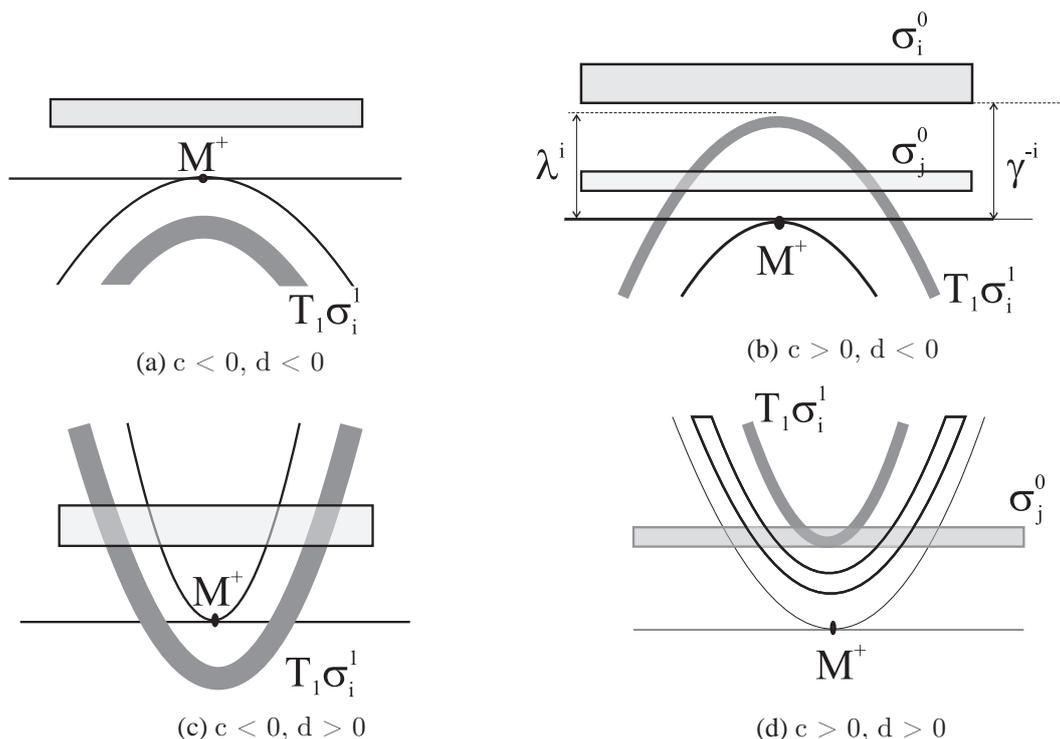 M⁺
T₁σᵢ¹
(a) c < 0, d < 0
σᵢ⁰
λⁱ
σⱼ⁰
γ⁻ⁱ
M⁺
T₁σᵢ¹
(b) c > 0, d < 0
M⁺
T₁σᵢ¹
(c) c < 0, d > 0
T₁σᵢ¹
σⱼ⁰
M⁺
(d) c > 0, d > 0